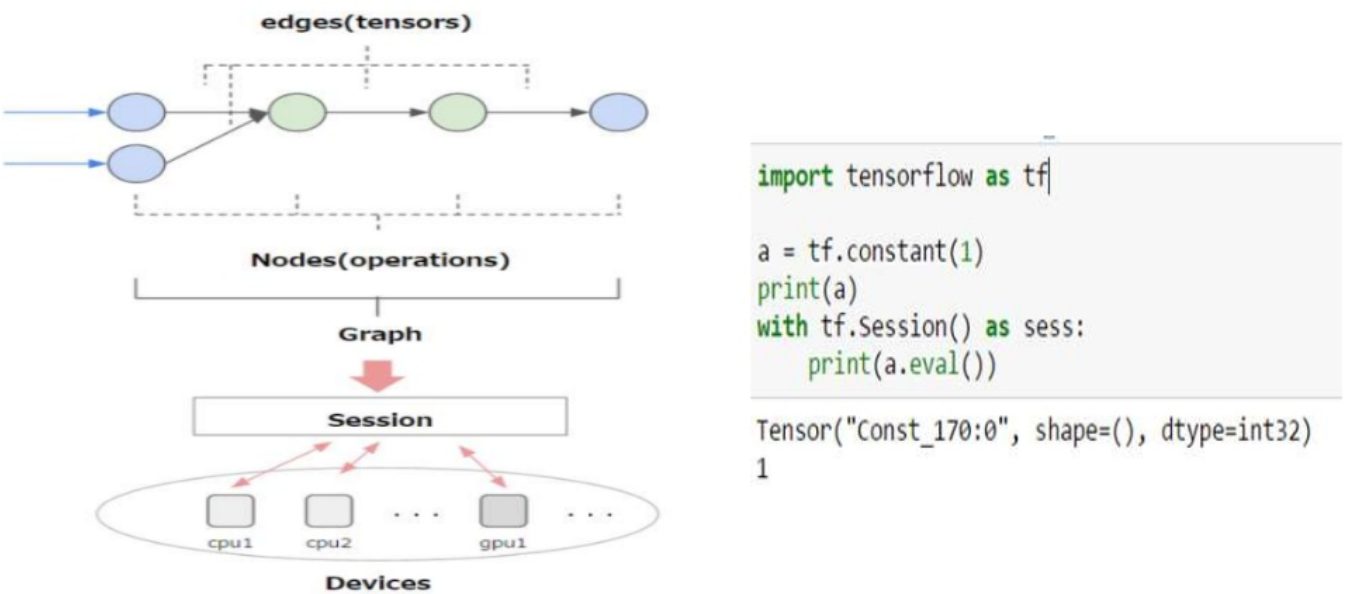 edges(tensors)
Nodes(operations)
Graph
Session
cpu1 cpu2 . . . gpu1 . . .
Devices
import tensorflow as tf
a = tf.constant(1)
print(a)
with tf.Session() as sess:
    print(a.eval())
Tensor("Const_170:0", shape=(), dtype=int32)
1